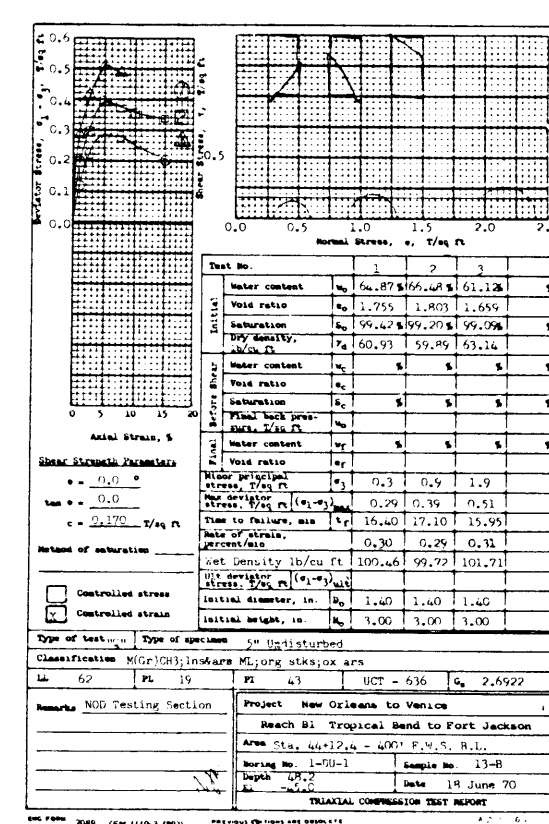 0.6
0.5
0.4
0.3
0.2
0.1
0.0
Deviator Stress, σ1 - σ3, T/sq ft
Shear Stress, τ, T/sq ft
0.5
0.0 0.5 1.0 1.5 2.0 2.
Normal Stress, σ, T/sq ft
0 5 10 15 20
Axial Strain, %
Shear Strength Parameters
φ = 0.0 °
tan φ = 0.0
c = 0.170 T/sq ft
Method of saturation
Controlled stress
X Controlled strain
Test No. 1 2 3
Initial
Water content w₀ 64.87 % 66.48 % 61.12 % %
Void ratio e₀ 1.755 1.803 1.659
Saturation S₀ 99.42 % 99.20 % 99.09 % %
Dry density, lb/cu ft γd 60.93 59.89 63.14
Before Shear
Water content wc % % % %
Void ratio ec
Saturation Sc % % % %
Final back pressure, T/sq ft u₀
Final
Water content wf % % % %
Void ratio ef
Minor principal stress, T/sq ft σ3 0.3 0.9 1.9
Max deviator stress, T/sq ft (σ1-σ3)max 0.29 0.39 0.51
Time to failure, min tf 16.40 17.10 15.95
Rate of strain, percent/min 0.30 0.29 0.31
Wet Density lb/cu ft 100.46 99.72 101.71
Ult deviator stress, T/sq ft (σ1-σ3)ult
Initial diameter, in. D₀ 1.40 1.40 1.40
Initial height, in. H₀ 3.00 3.00 3.00
Type of test "Q" Type of specimen 5" Undisturbed
Classification M(Gr)CH3;lns&ars ML;org stks;ox ars
LL 62 PL 19 PI 43 UCT - 636 Gs 2.6922
Remarks NOD Testing Section
Project New Orleans to Venice
Reach B1 Tropical Bend to Fort Jackson
Area Sta. 44+12.4 - 400' F.W.S. B.L.
Boring No. 1-DU-1 Sample No. 13-B
Depth 48.2
El -45.0
Date 18 June 70
TRIAXIAL COMPRESSION TEST REPORT
ENG FORM 2089 PREVIOUS EDITIONS ARE OBSOLETE